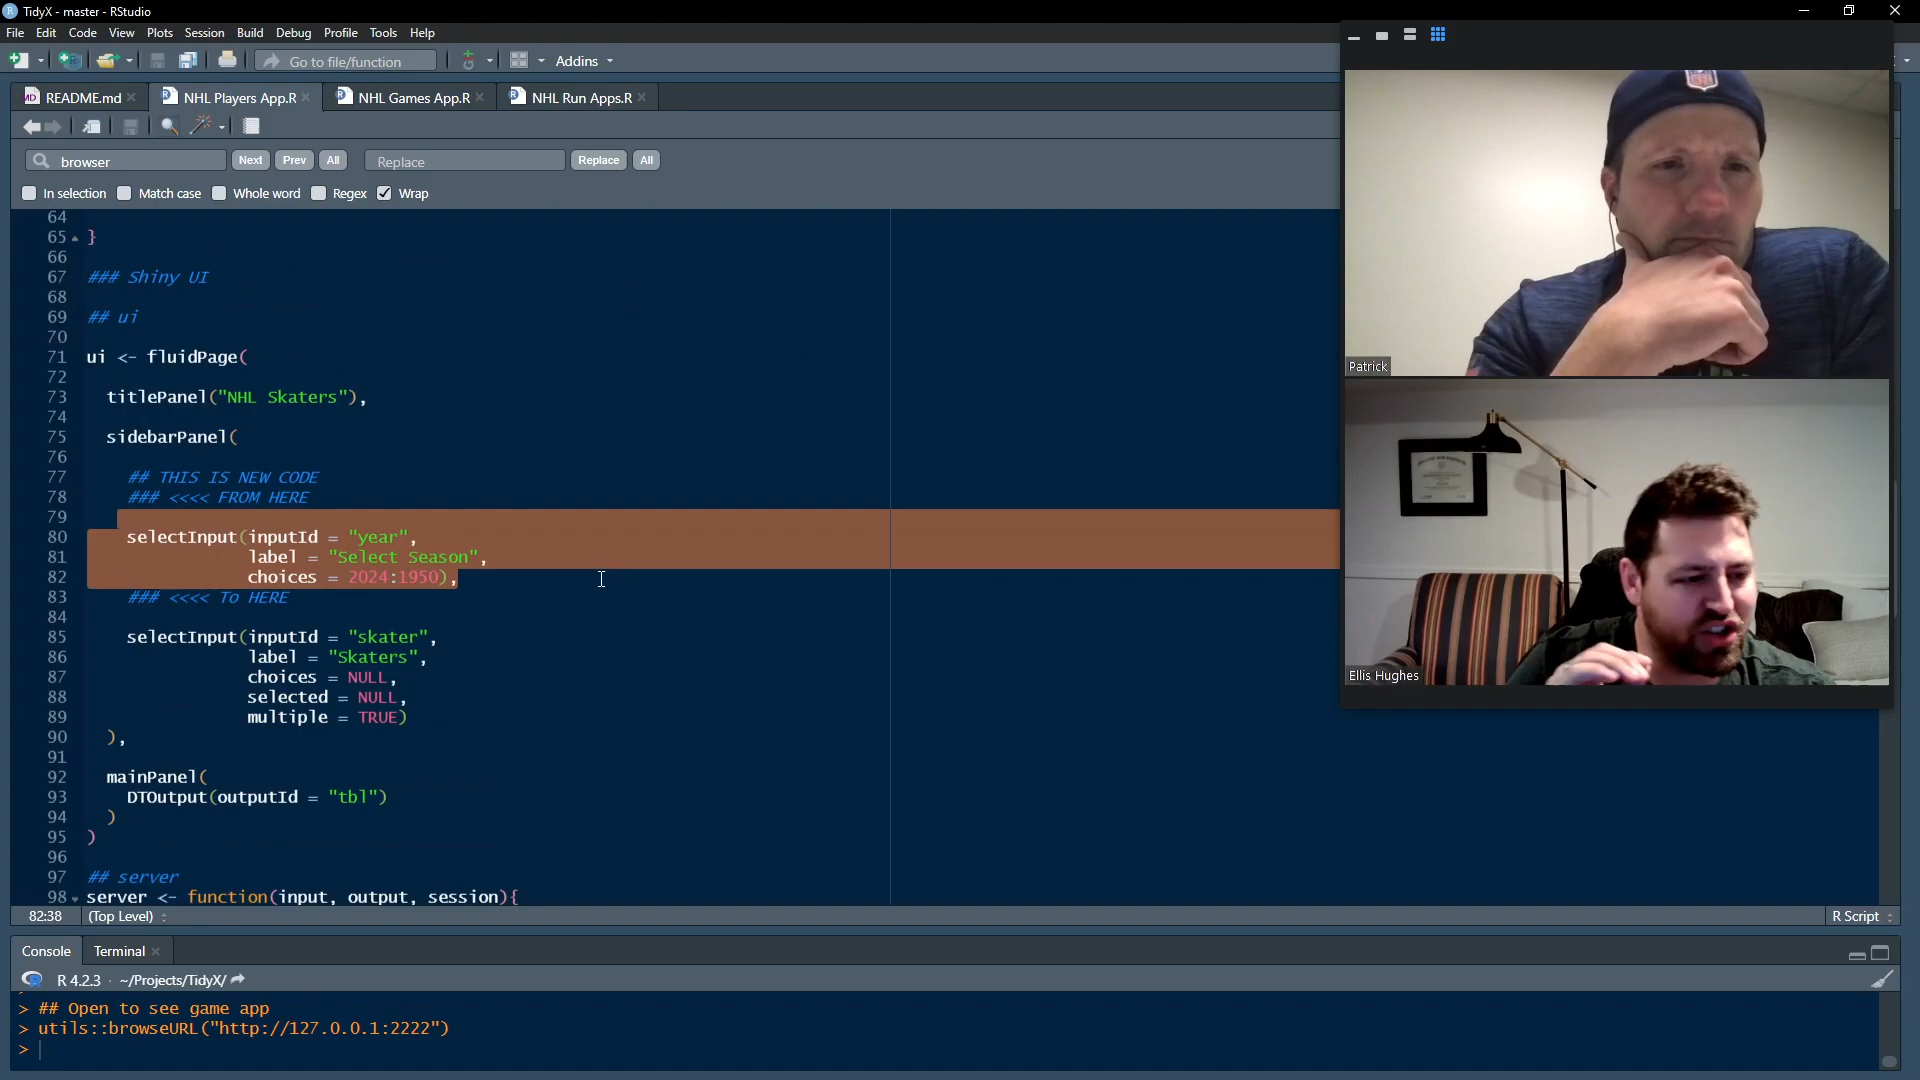 TidyX - master - RStudio
File Edit Code View Plots Session Build Debug Profile Tools Help
Go to file/function
Addins
README.md NHL Players App.R NHL Games App.R NHL Run Apps.R
browser Next Prev All Replace Replace All
In selection Match case Whole word Regex Wrap
64
65 }
66
67 ### Shiny UI
68
69 ## ui
70
71 ui <- fluidPage(
72
73 titlePanel("NHL Skaters"),
74
75 sidebarPanel(
76
77 ## THIS IS NEW CODE
78 ### <<<< FROM HERE
79
80 selectInput(inputId = "year",
81 label = "Select Season",
82 choices = 2024:1950),
83 ### <<<< To HERE
84
85 selectInput(inputId = "skater",
86 label = "Skaters",
87 choices = NULL,
88 selected = NULL,
89 multiple = TRUE)
90 ),
91
92 mainPanel(
93 DTOutput(outputId = "tbl")
94 )
95 )
96
97 ## server
98 server <- function(input, output, session){
82:38 (Top Level) R Script
Console Terminal
R 4.2.3 · ~/Projects/TidyX/
> ## Open to see game app
> utils::browseURL("http://127.0.0.1:2222")
>
Patrick
Ellis Hughes